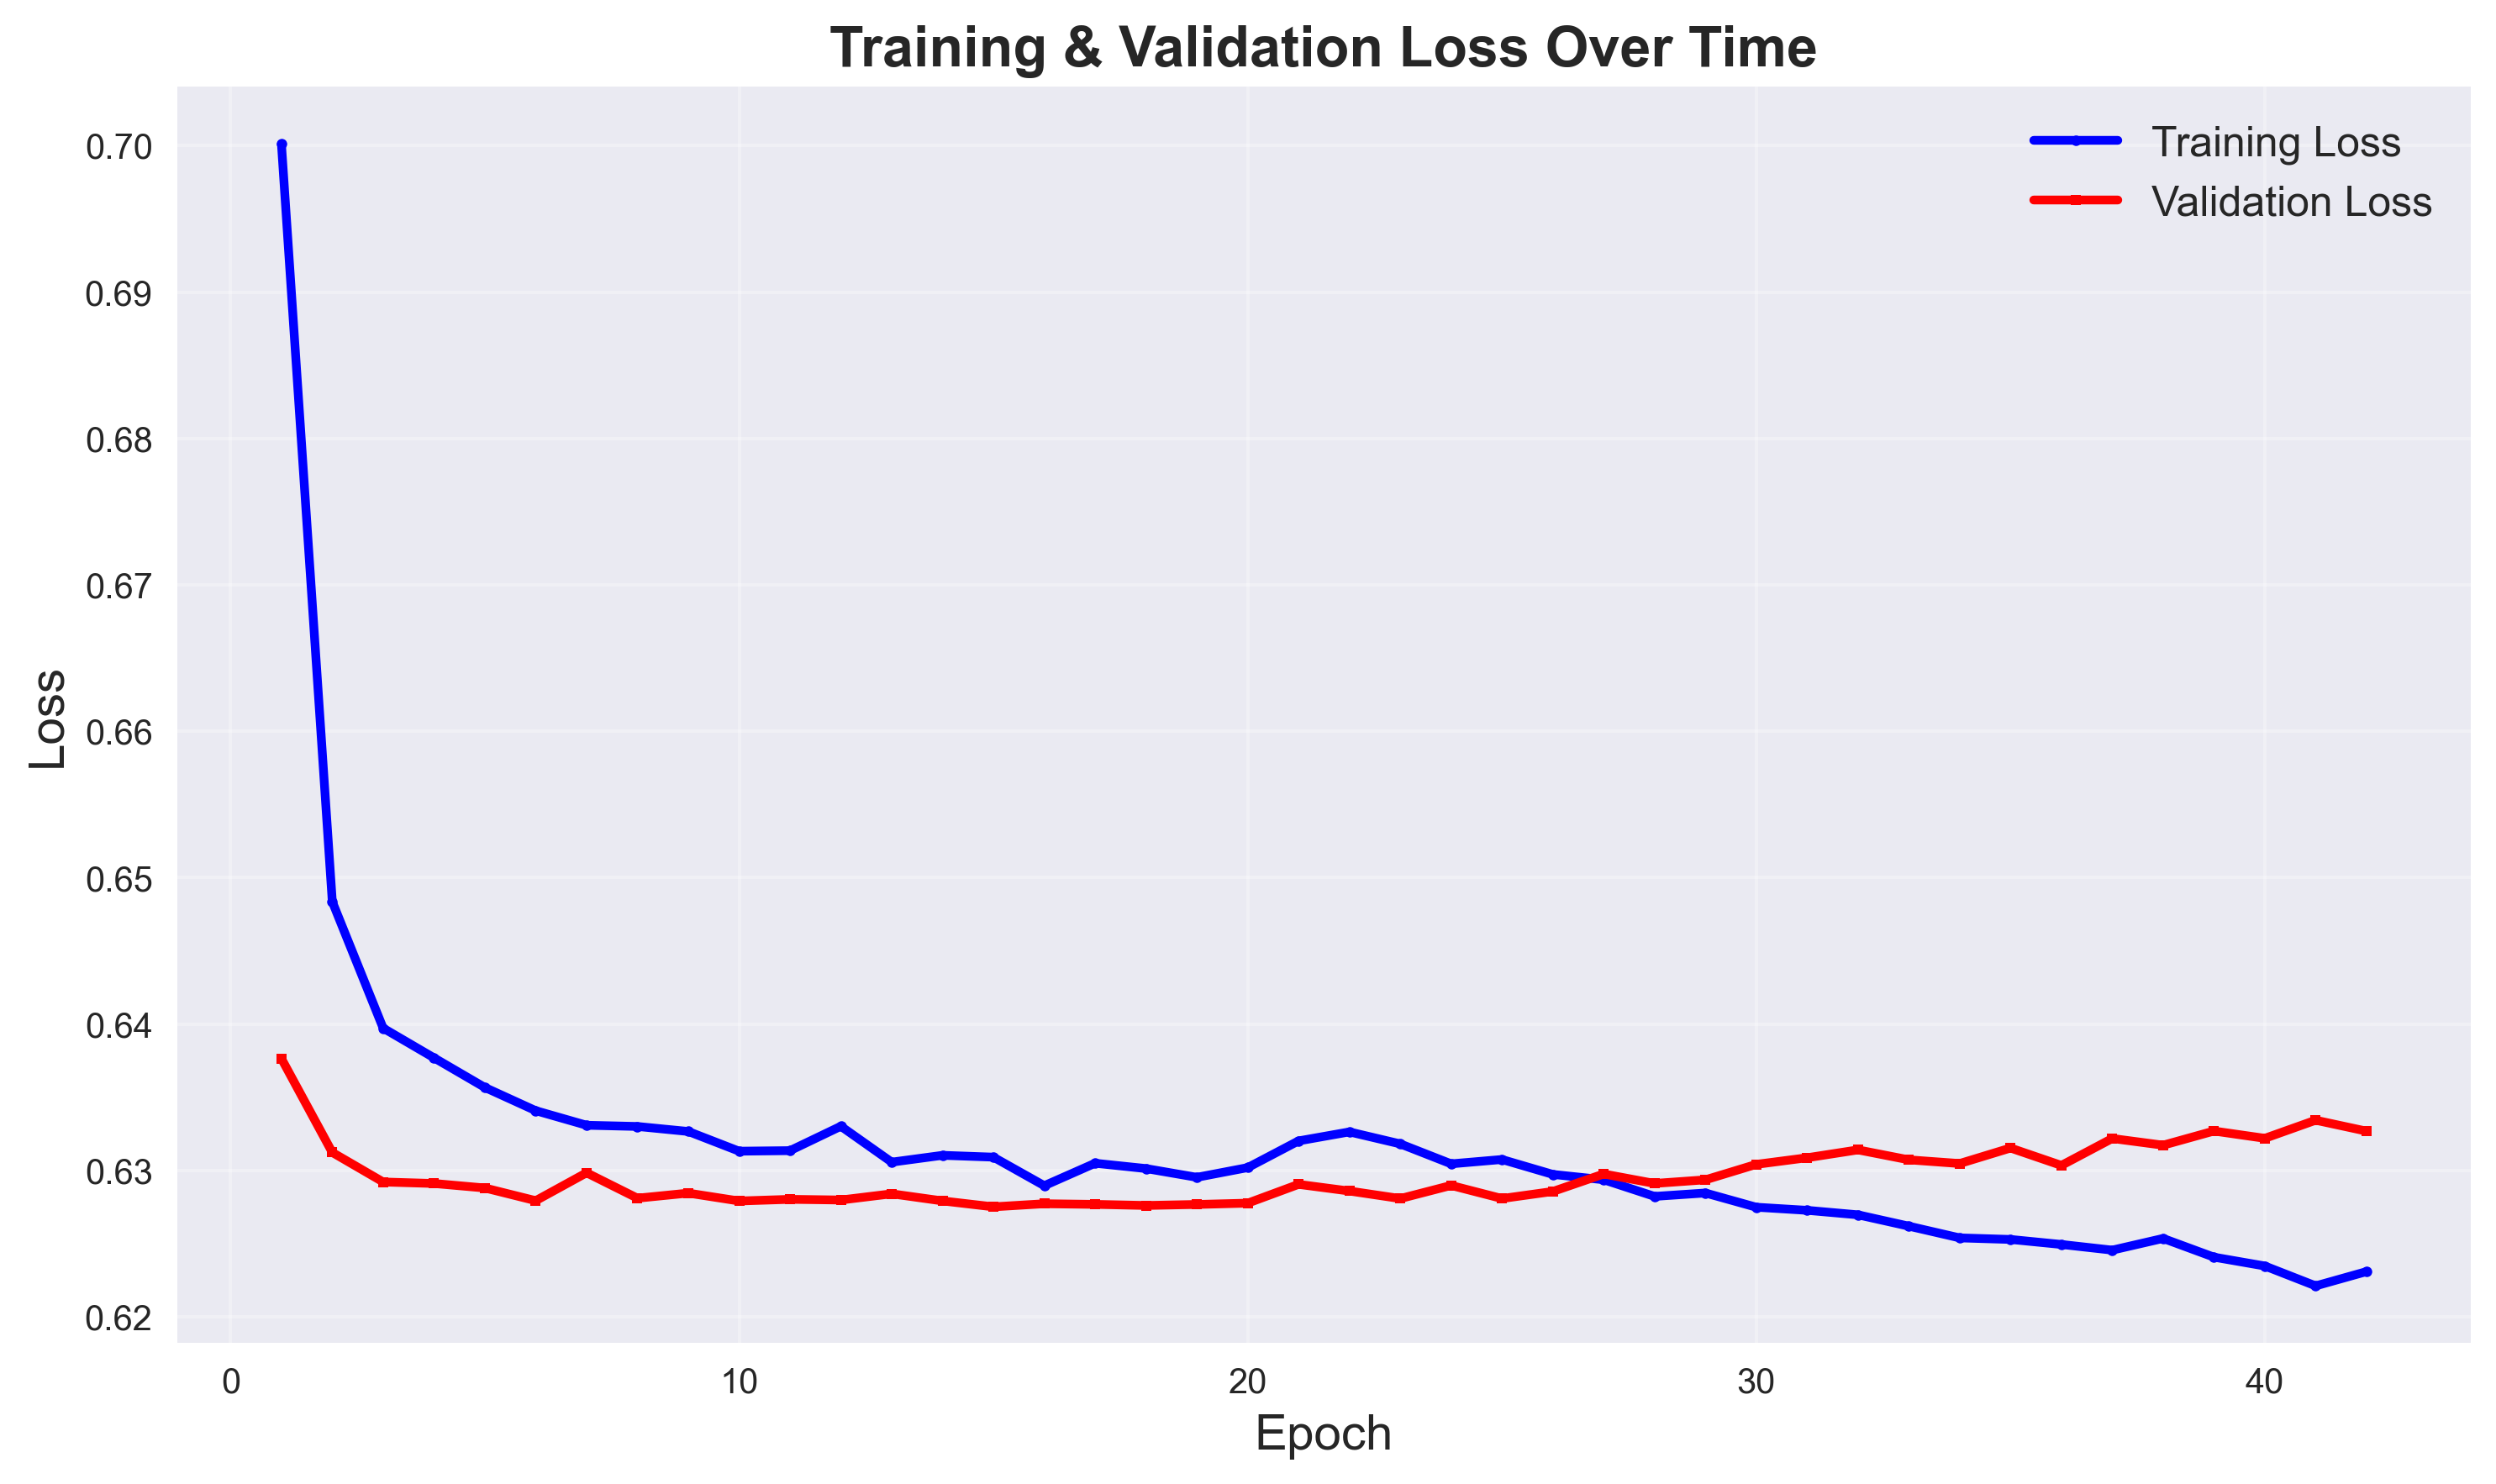 Training & Validation Loss Over Time
Training Loss
Validation Loss
0.70
0.69
0.68
0.67
0.66
0.65
0.64
0.63
0.62
Loss
0 10 20 30 40
Epoch